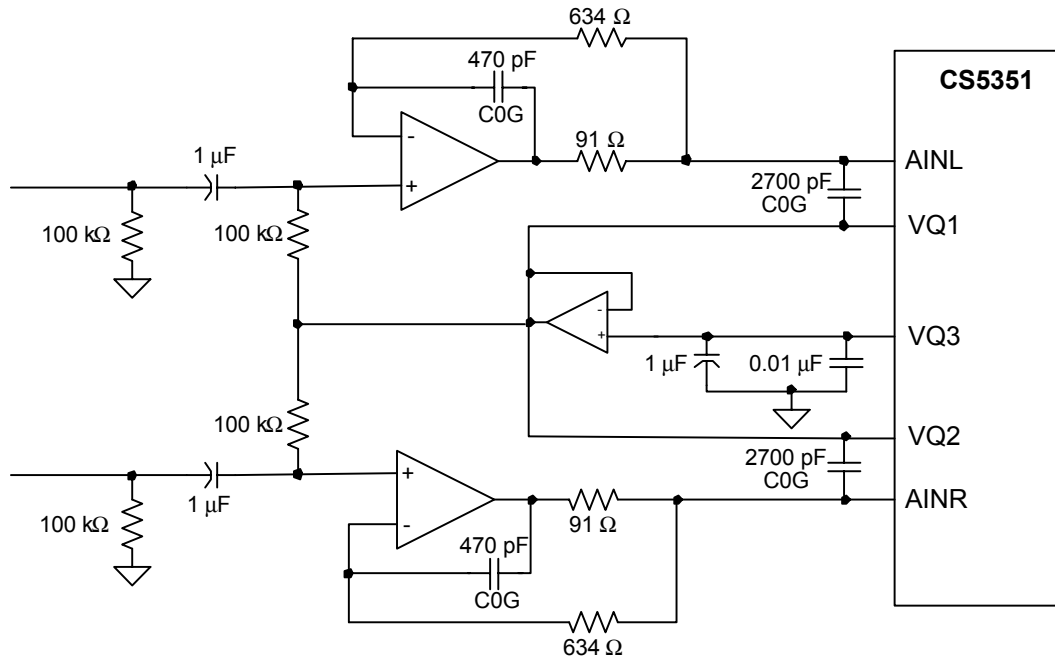 634 Ω
470 pF
C0G
CS5351
-
+
91 Ω
AINL
1 µF
2700 pF
C0G
100 kΩ
100 kΩ
VQ1
-
+
VQ3
1 µF
0.01 µF
100 kΩ
VQ2
2700 pF
C0G
1 µF
+
-
91 Ω
AINR
100 kΩ
470 pF
C0G
634 Ω